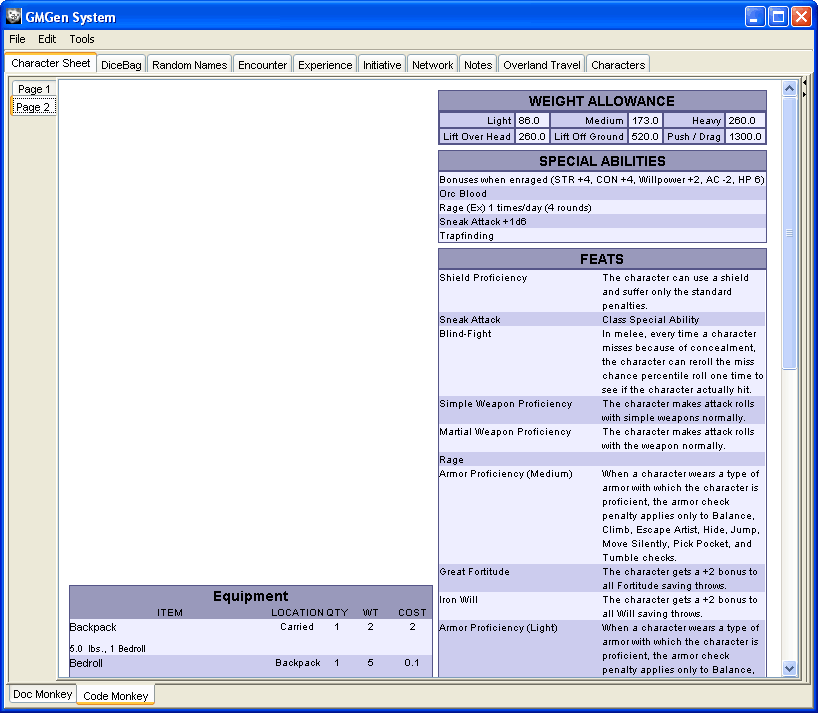 GMGen System
File Edit Tools
Character Sheet DiceBag Random Names Encounter Experience Initiative Network Notes Overland Travel Characters
Page 1
Page 2
WEIGHT ALLOWANCE
Light 86.0 Medium 173.0 Heavy 260.0
Lift Over Head 260.0 Lift Off Ground 520.0 Push / Drag 1300.0
SPECIAL ABILITIES
Bonuses when enraged (STR +4, CON +4, Willpower +2, AC -2, HP 6)
Orc Blood
Rage (Ex) 1 times/day (4 rounds)
Sneak Attack +1d6
Trapfinding
FEATS
Shield Proficiency The character can use a shield
and suffer only the standard
penalties.
Sneak Attack Class Special Ability
Blind-Fight In melee, every time a character
misses because of concealment,
the character can reroll the miss
chance percentile roll one time to
see if the character actually hit.
Simple Weapon Proficiency The character makes attack rolls
with simple weapons normally.
Martial Weapon Proficiency The character makes attack rolls
with the weapon normally.
Rage
Armor Proficiency (Medium) When a character wears a type of
armor with which the character is
proficient, the armor check
penalty applies only to Balance,
Climb, Escape Artist, Hide, Jump,
Move Silently, Pick Pocket, and
Tumble checks.
Great Fortitude The character gets a +2 bonus to
all Fortitude saving throws.
Iron Will The character gets a +2 bonus to
all Will saving throws.
Armor Proficiency (Light) When a character wears a type of
armor with which the character is
proficient, the armor check
penalty applies only to Balance,
Equipment
ITEM LOCATION QTY WT COST
Backpack Carried 1 2 2
5.0 lbs., 1 Bedroll
Bedroll Backpack 1 5 0.1
Doc Monkey Code Monkey